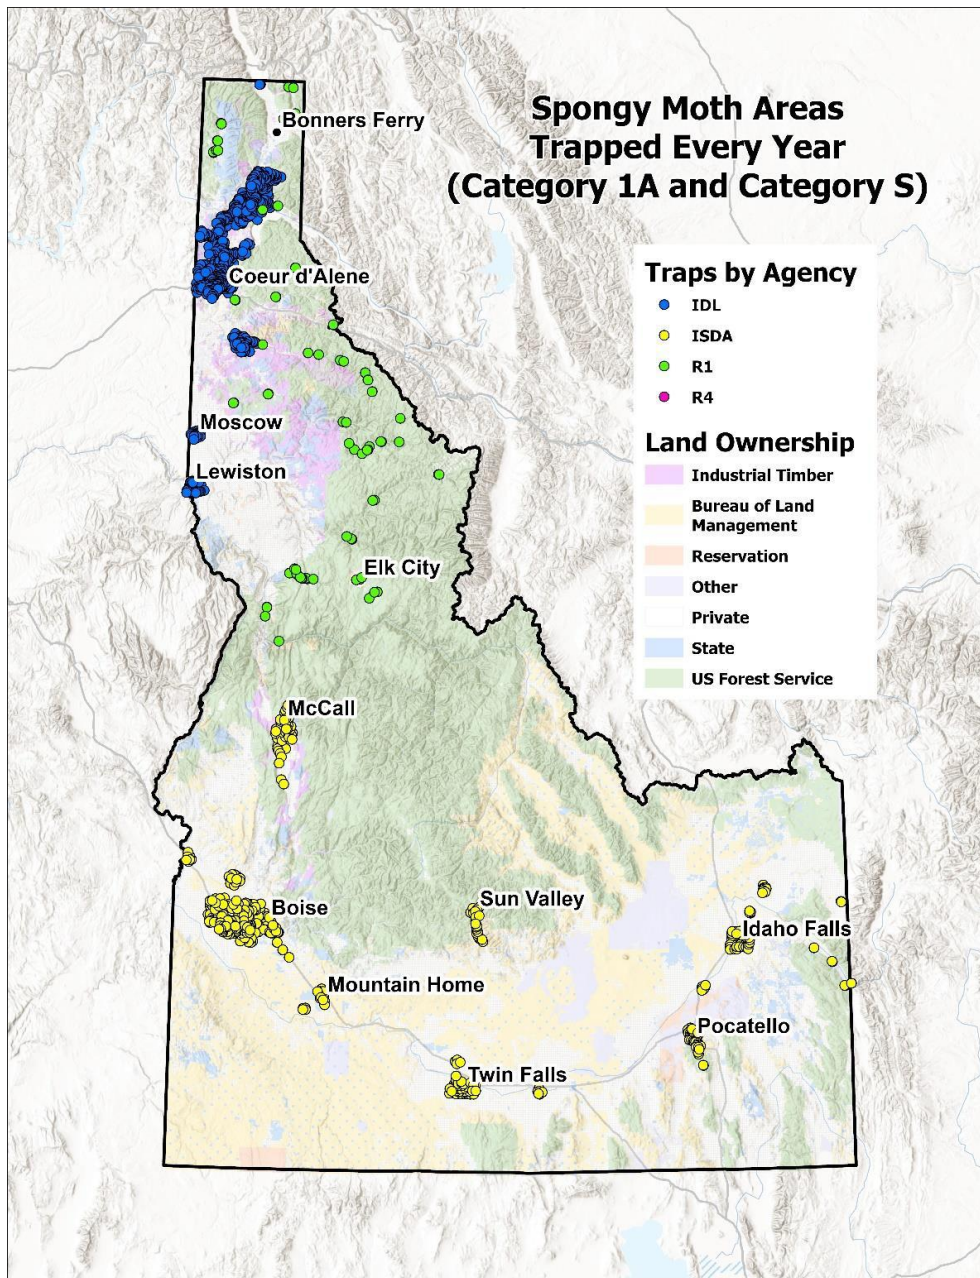 Spongy Moth Areas
Trapped Every Year
(Category 1A and Category S)
Bonners Ferry
Traps by Agency
IDL
ISDA
R1
R4
Coeur d'Alene
Moscow
Lewiston
Land Ownership
Industrial Timber
Bureau of Land
Management
Reservation
Other
Private
State
US Forest Service
Elk City
McCall
Sun Valley
Boise
Idaho Falls
Mountain Home
Pocatello
Twin Falls